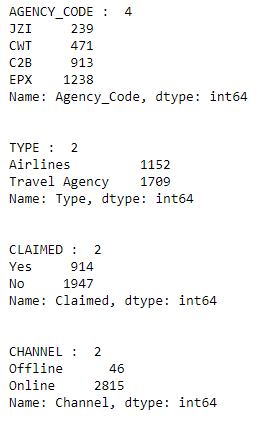 AGENCY_CODE :  4
JZI     239
CWT     471
C2B     913
EPX    1238
Name: Agency_Code, dtype: int64
TYPE :  2
Airlines         1152
Travel Agency    1709
Name: Type, dtype: int64
CLAIMED :  2
Yes     914
No     1947
Name: Claimed, dtype: int64
CHANNEL :  2
Offline      46
Online     2815
Name: Channel, dtype: int64